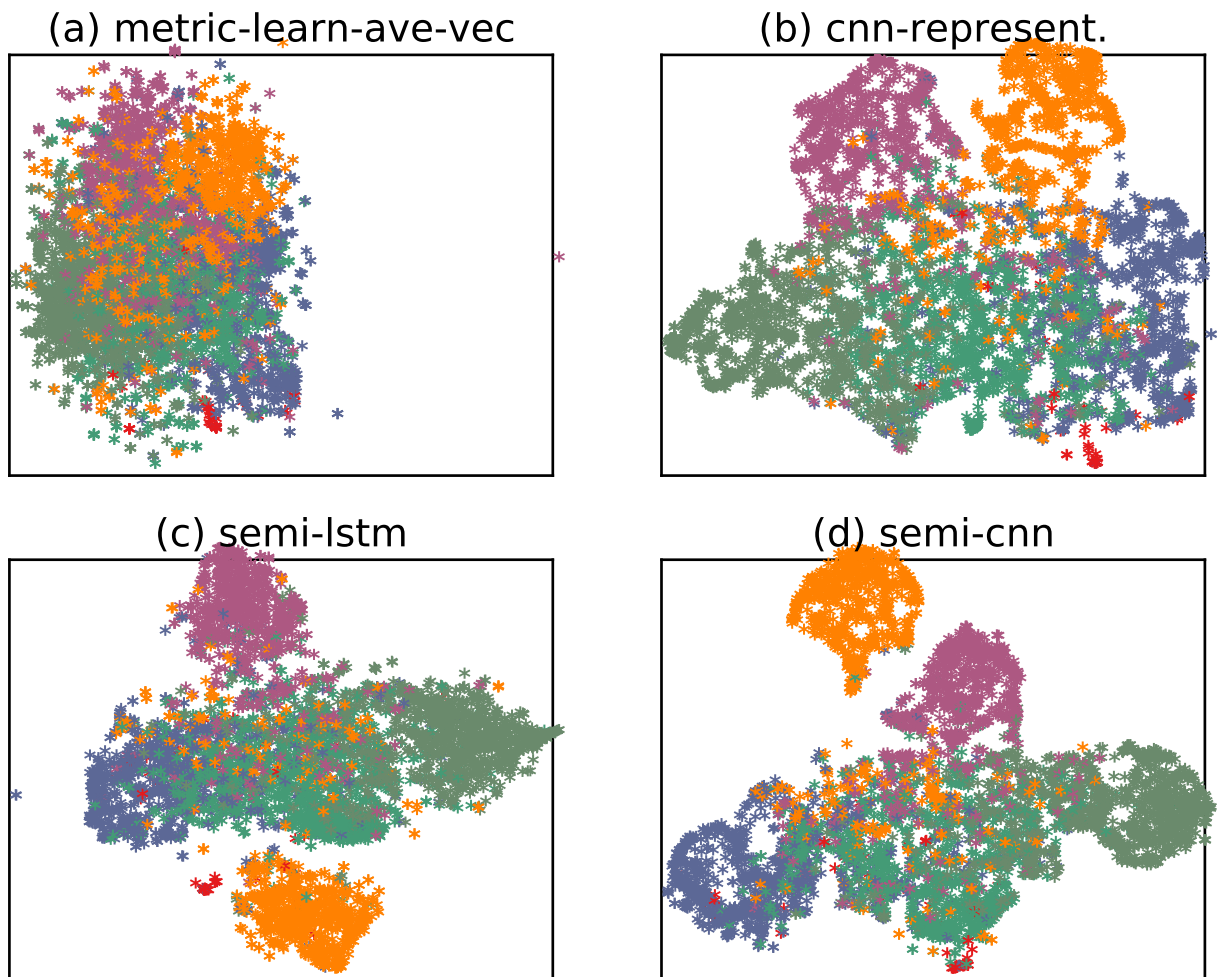 (a) metric-learn-ave-vec
(b) cnn-represent.
(c) semi-lstm
(d) semi-cnn